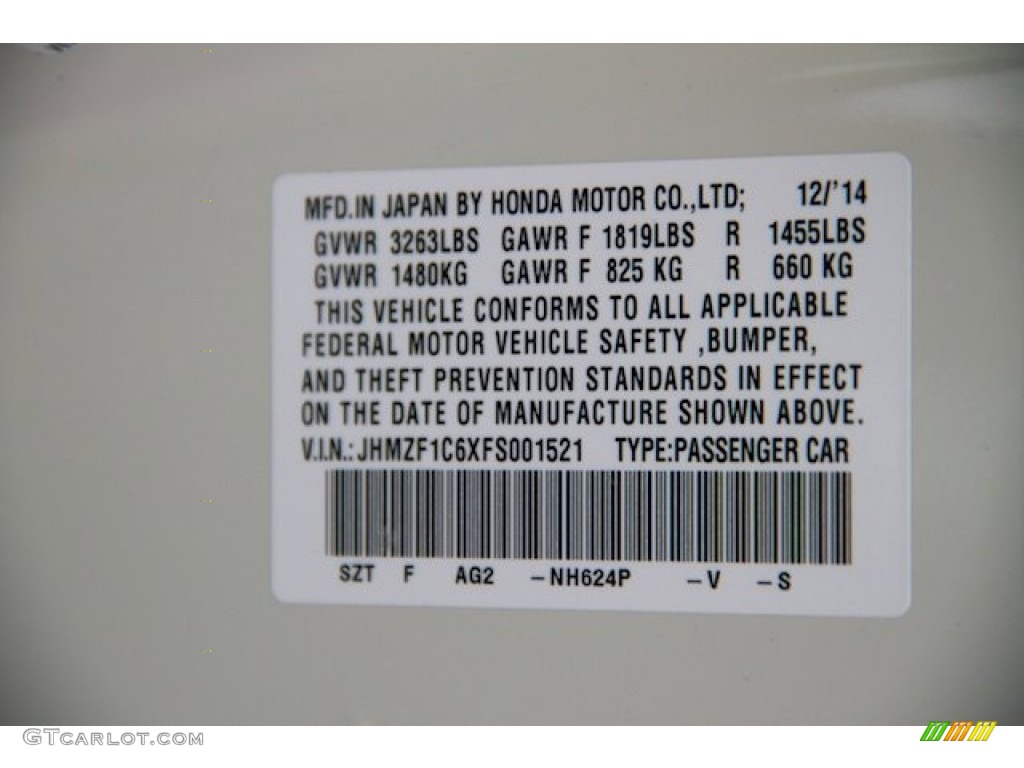 MFD.IN JAPAN BY HONDA MOTOR CO.,LTD; 12/'14
GVWR 3263LBS GAWR F 1819LBS R 1455LBS
GVWR 1480KG GAWR F 825 KG R 660 KG
THIS VEHICLE CONFORMS TO ALL APPLICABLE
FEDERAL MOTOR VEHICLE SAFETY ,BUMPER,
AND THEFT PREVENTION STANDARDS IN EFFECT
ON THE DATE OF MANUFACTURE SHOWN ABOVE.
V.I.N.: JHMZF1C6XFS001521 TYPE:PASSENGER CAR
SZT F AG2 –NH624P –V –S
GTCARLOT.COM